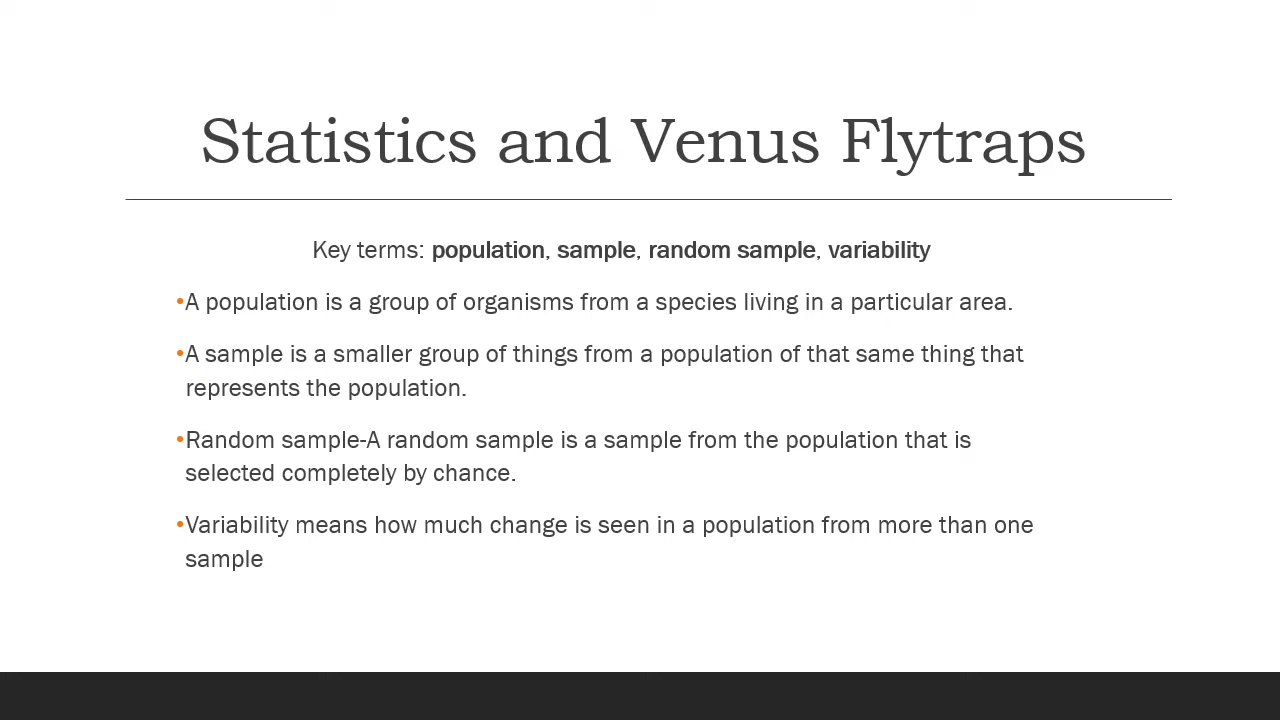 Statistics and Venus Flytraps
Key terms: population, sample, random sample, variability
•A population is a group of organisms from a species living in a particular area.
•A sample is a smaller group of things from a population of that same thing that
represents the population.
•Random sample-A random sample is a sample from the population that is
selected completely by chance.
•Variability means how much change is seen in a population from more than one
sample